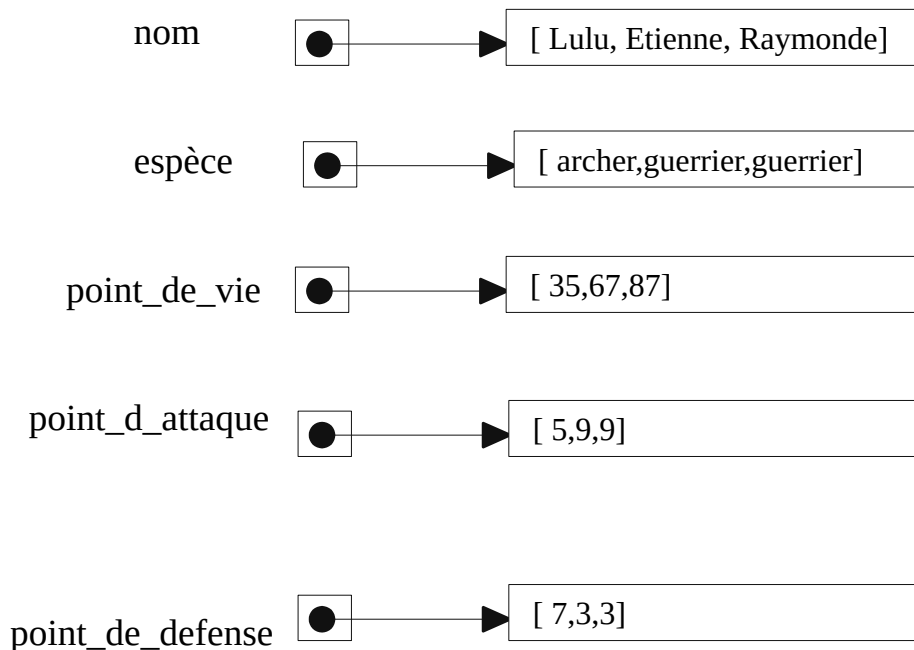 nom [ Lulu, Etienne, Raymonde]
espèce [ archer,guerrier,guerrier]
point_de_vie [ 35,67,87]
point_d_attaque [ 5,9,9]
point_de_defense [ 7,3,3]